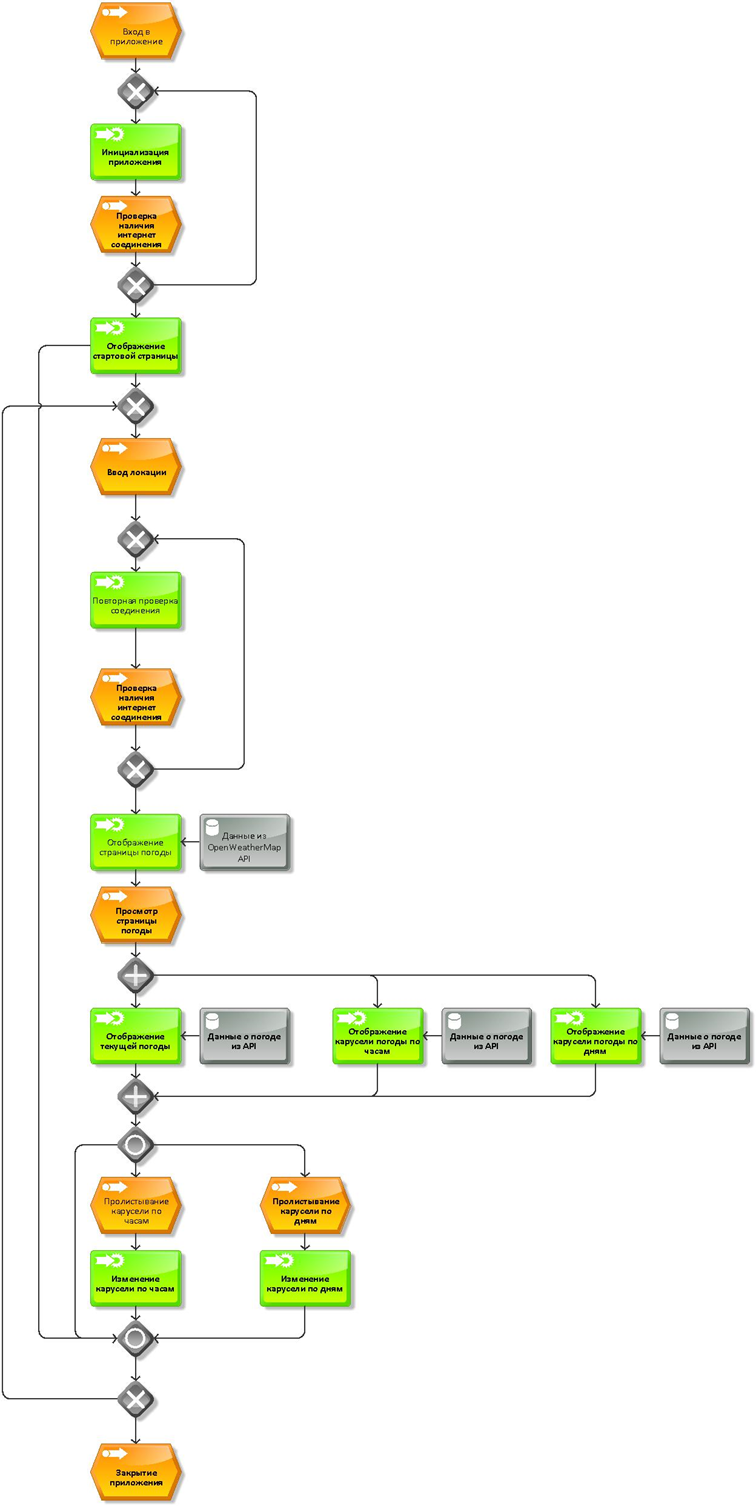 Вход в
приложение
Инициализация
приложения
Проверка
наличия
интернет
соединения
Отображение
стартовой страницы
Ввод локации
Повторная проверка
соединения
Проверка
наличия
интернет
соединения
Отображение
страницы погоды
Данные из
OpenWeatherMap
API
Просмотр
страницы
погоды
Отображение
текущей погоды
Данные о погоде
из API
Отображение
карусели погоды по
часам
Данные о погоде
из API
Отображение
карусели погоды по
дням
Данные о погоде
из API
Пролистывание
карусели по
часам
Пролистывание
карусели по
дням
Изменение
карусели по часам
Изменение
карусели по дням
Закрытие
приложения